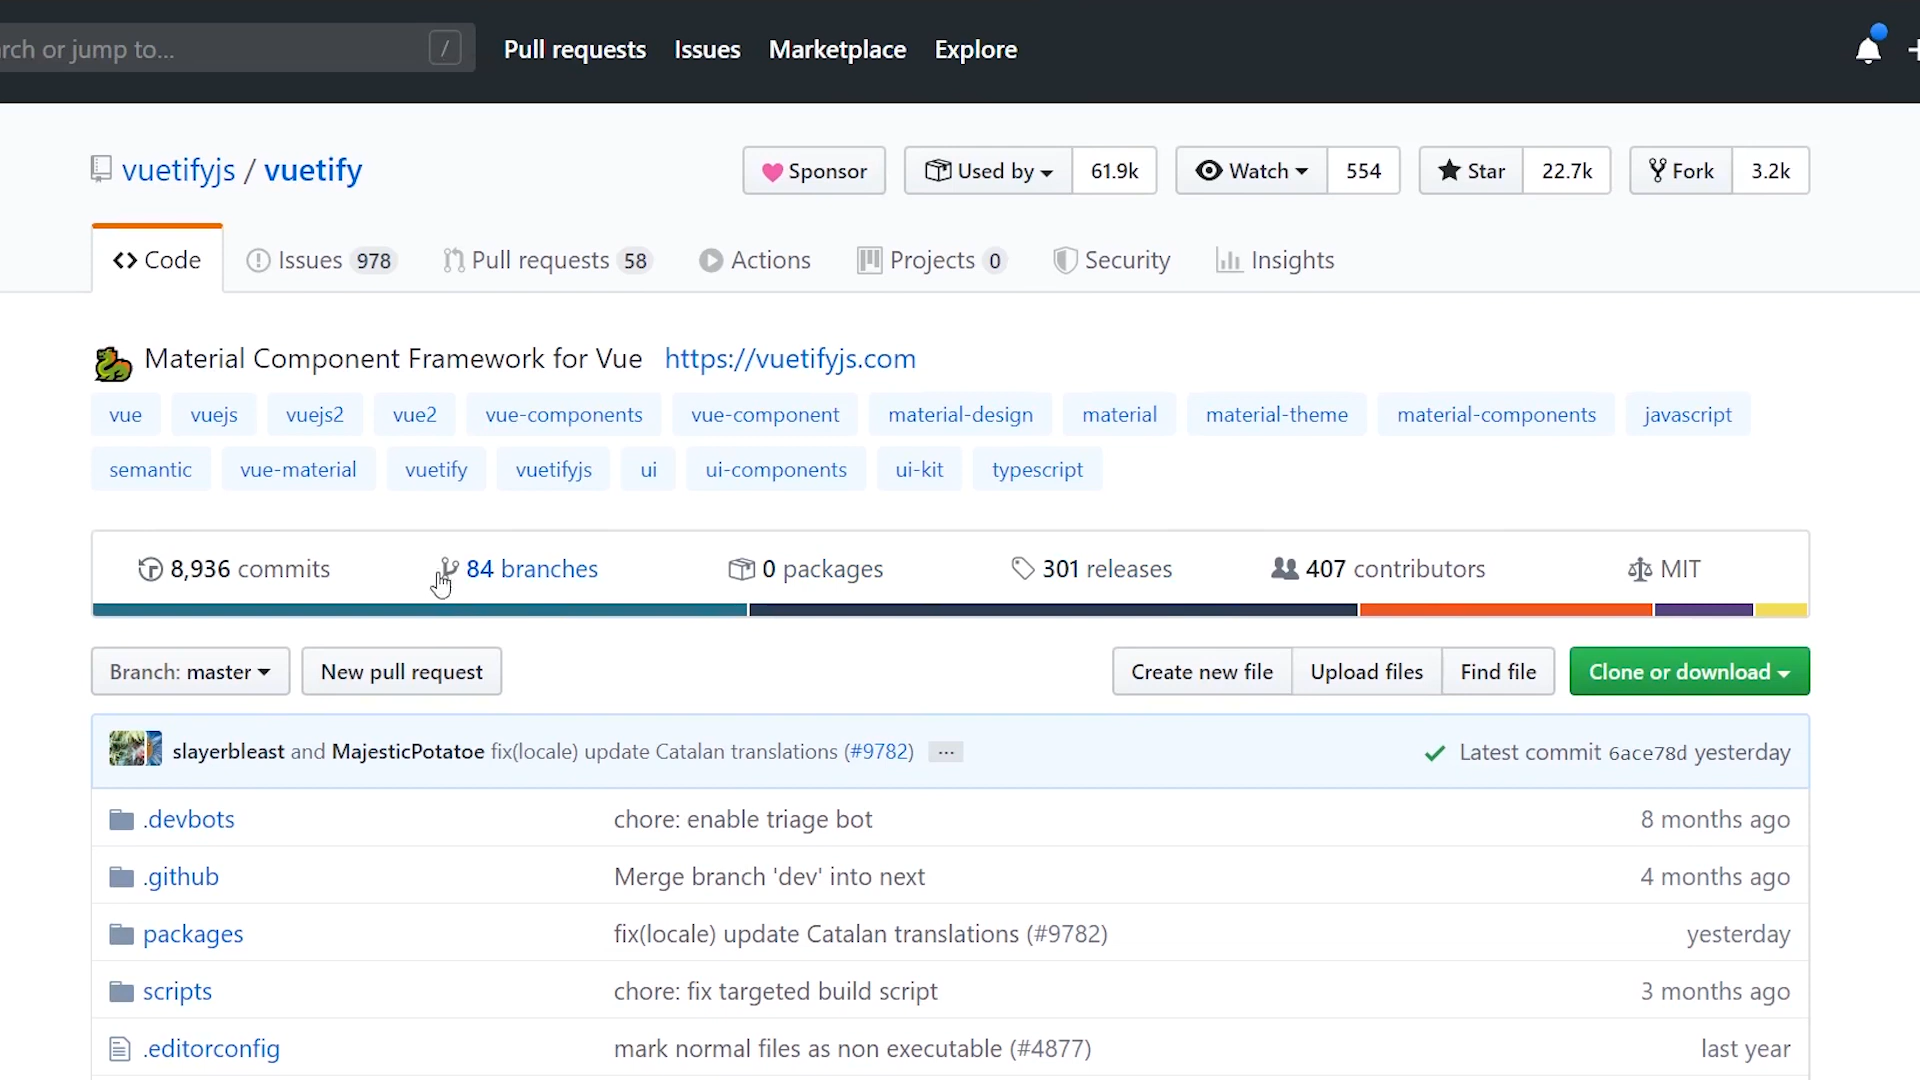 rch or jump to... / Pull requests Issues Marketplace Explore
vuetifyjs / vuetify Sponsor Used by 61.9k Watch 554 Star 22.7k Fork 3.2k
Code Issues 978 Pull requests 58 Actions Projects 0 Security Insights
Material Component Framework for Vue https://vuetifyjs.com
vue vuejs vuejs2 vue2 vue-components vue-component material-design material material-theme material-components javascript
semantic vue-material vuetify vuetifyjs ui ui-components ui-kit typescript
8,936 commits 84 branches 0 packages 301 releases 407 contributors MIT
Branch: master New pull request Create new file Upload files Find file Clone or download
slayerbleast and MajesticPotatoe fix(locale) update Catalan translations (#9782) ... Latest commit 6ace78d yesterday
.devbots chore: enable triage bot 8 months ago
.github Merge branch 'dev' into next 4 months ago
packages fix(locale) update Catalan translations (#9782) yesterday
scripts chore: fix targeted build script 3 months ago
.editorconfig mark normal files as non executable (#4877) last year